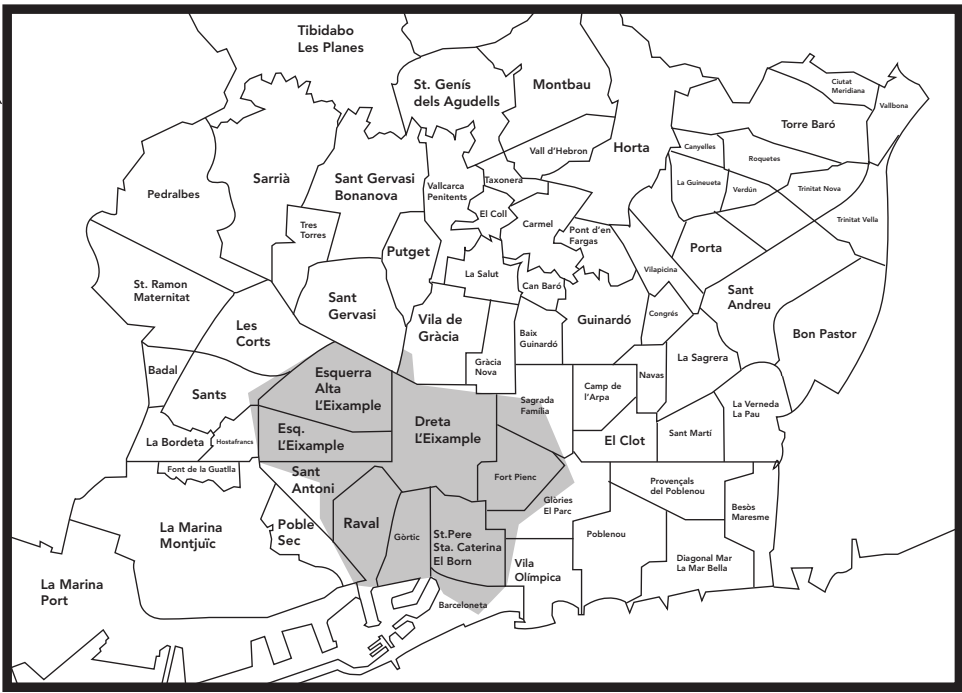 Tibidabo
Les Planes
St. Genís
dels Agudells
Montbau
Ciutat
Meridiana
Vallbona
Torre Baró
Horta
Canyelles
Roquetes
Vall d'Hebron
Pedralbes
Sarrià
Sant Gervasi
Bonanova
Vallcarca
Penitents
Taxonera
La Guineueta
Verdún
Trinitat Nova
Tres
Torres
El Coll
Carmel
Pont d'en
Fargas
Trinitat Vella
Putget
Porta
La Salut
Vilapicina
St. Ramon
Maternitat
Can Baró
Sant
Gervasi
Sant
Andreu
Les
Corts
Vila de
Gràcia
Guinardó
Congrés
Bon Pastor
Baix
Guinardó
Badal
Gràcia
Nova
La Sagrera
Esquerra
Alta
L'Eixample
Navas
Sants
Camp de
l'Arpa
Sagrada
Família
La Verneda
La Pau
Dreta
L'Eixample
Esq.
L'Eixample
La Bordeta
Hostafrancs
El Clot
Sant Martí
Font de la Guatlla
Sant
Antoni
Fort Pienc
Provençals
del Poblenou
Glòries
El Parc
Besòs
Maresme
La Marina
Montjuïc
Poble
Sec
Raval
Gòrtic
St.Pere
Sta. Caterina
El Born
Poblenou
Vila
Olímpica
Diagonal Mar
La Mar Bella
La Marina
Port
Barceloneta